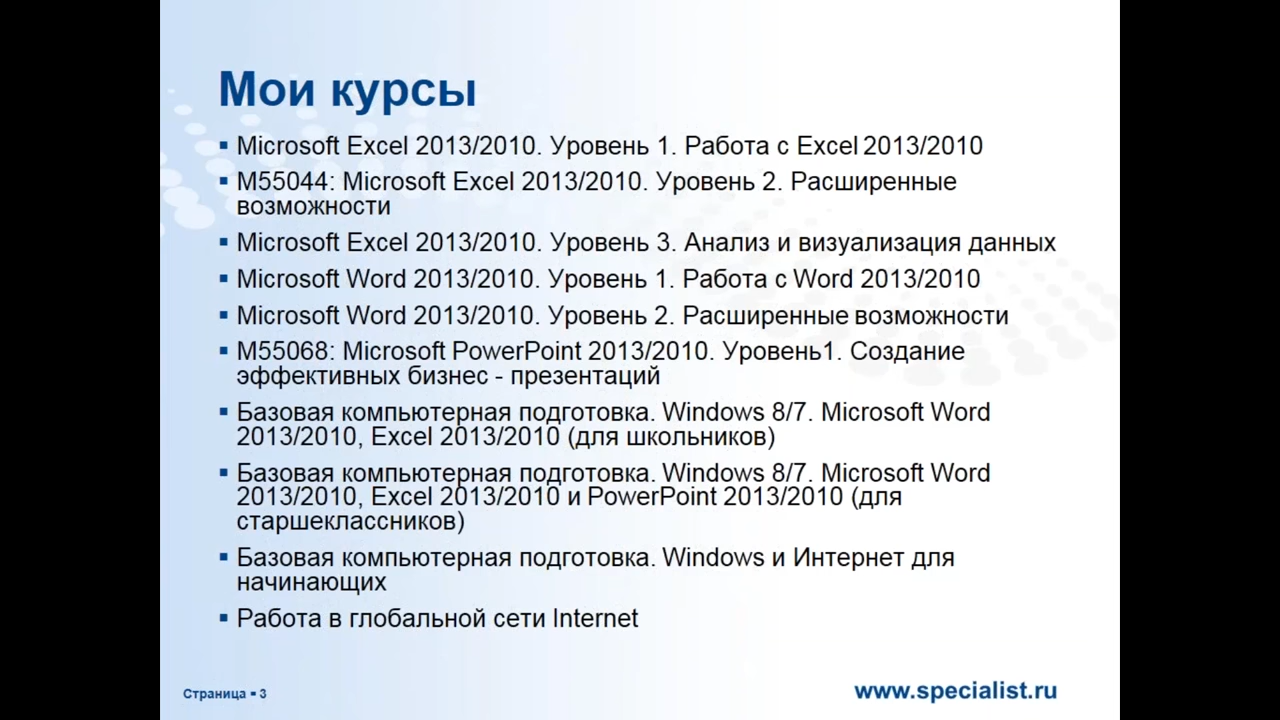 Мои курсы
▪ Microsoft Excel 2013/2010. Уровень 1. Работа с Excel 2013/2010
▪ M55044: Microsoft Excel 2013/2010. Уровень 2. Расширенные
возможности
▪ Microsoft Excel 2013/2010. Уровень 3. Анализ и визуализация данных
▪ Microsoft Word 2013/2010. Уровень 1. Работа с Word 2013/2010
▪ Microsoft Word 2013/2010. Уровень 2. Расширенные возможности
▪ M55068: Microsoft PowerPoint 2013/2010. Уровень1. Создание
эффективных бизнес - презентаций
▪ Базовая компьютерная подготовка. Windows 8/7. Microsoft Word
2013/2010, Excel 2013/2010 (для школьников)
▪ Базовая компьютерная подготовка. Windows 8/7. Microsoft Word
2013/2010, Excel 2013/2010 и PowerPoint 2013/2010 (для
старшеклассников)
▪ Базовая компьютерная подготовка. Windows и Интернет для
начинающих
▪ Работа в глобальной сети Internet
Страница ▪ 3
www.specialist.ru